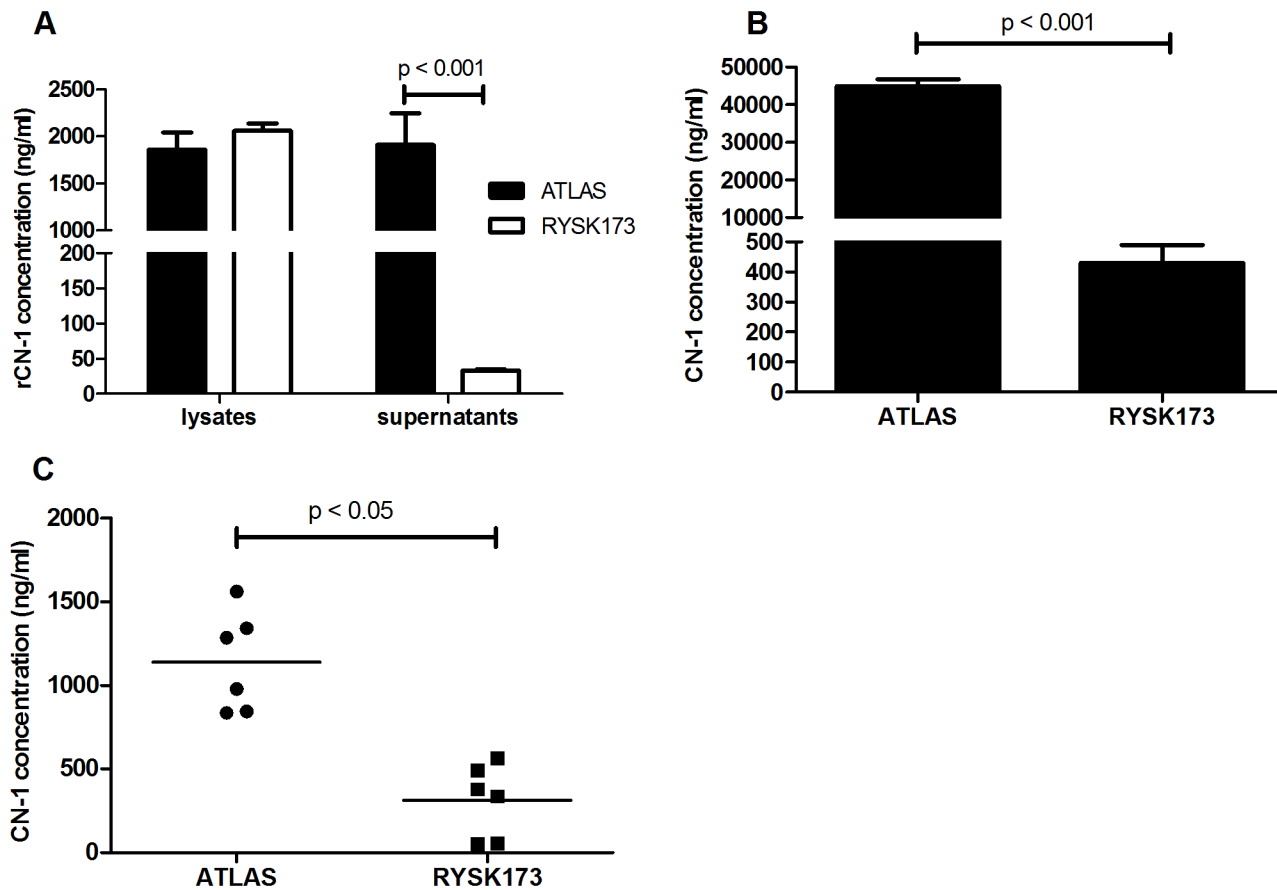 A
p < 0.001
rCN-1 concentration (ng/ml)
2500
2000
1500
1000
200
150
100
50
0
lysates
supernatants
ATLAS
RYSK173
B
p < 0.001
CN-1 concentration (ng/ml)
50000
40000
30000
20000
10000
500
400
300
200
100
0
ATLAS
RYSK173
C
p < 0.05
CN-1 concentration (ng/ml)
2000
1500
1000
500
0
ATLAS
RYSK173